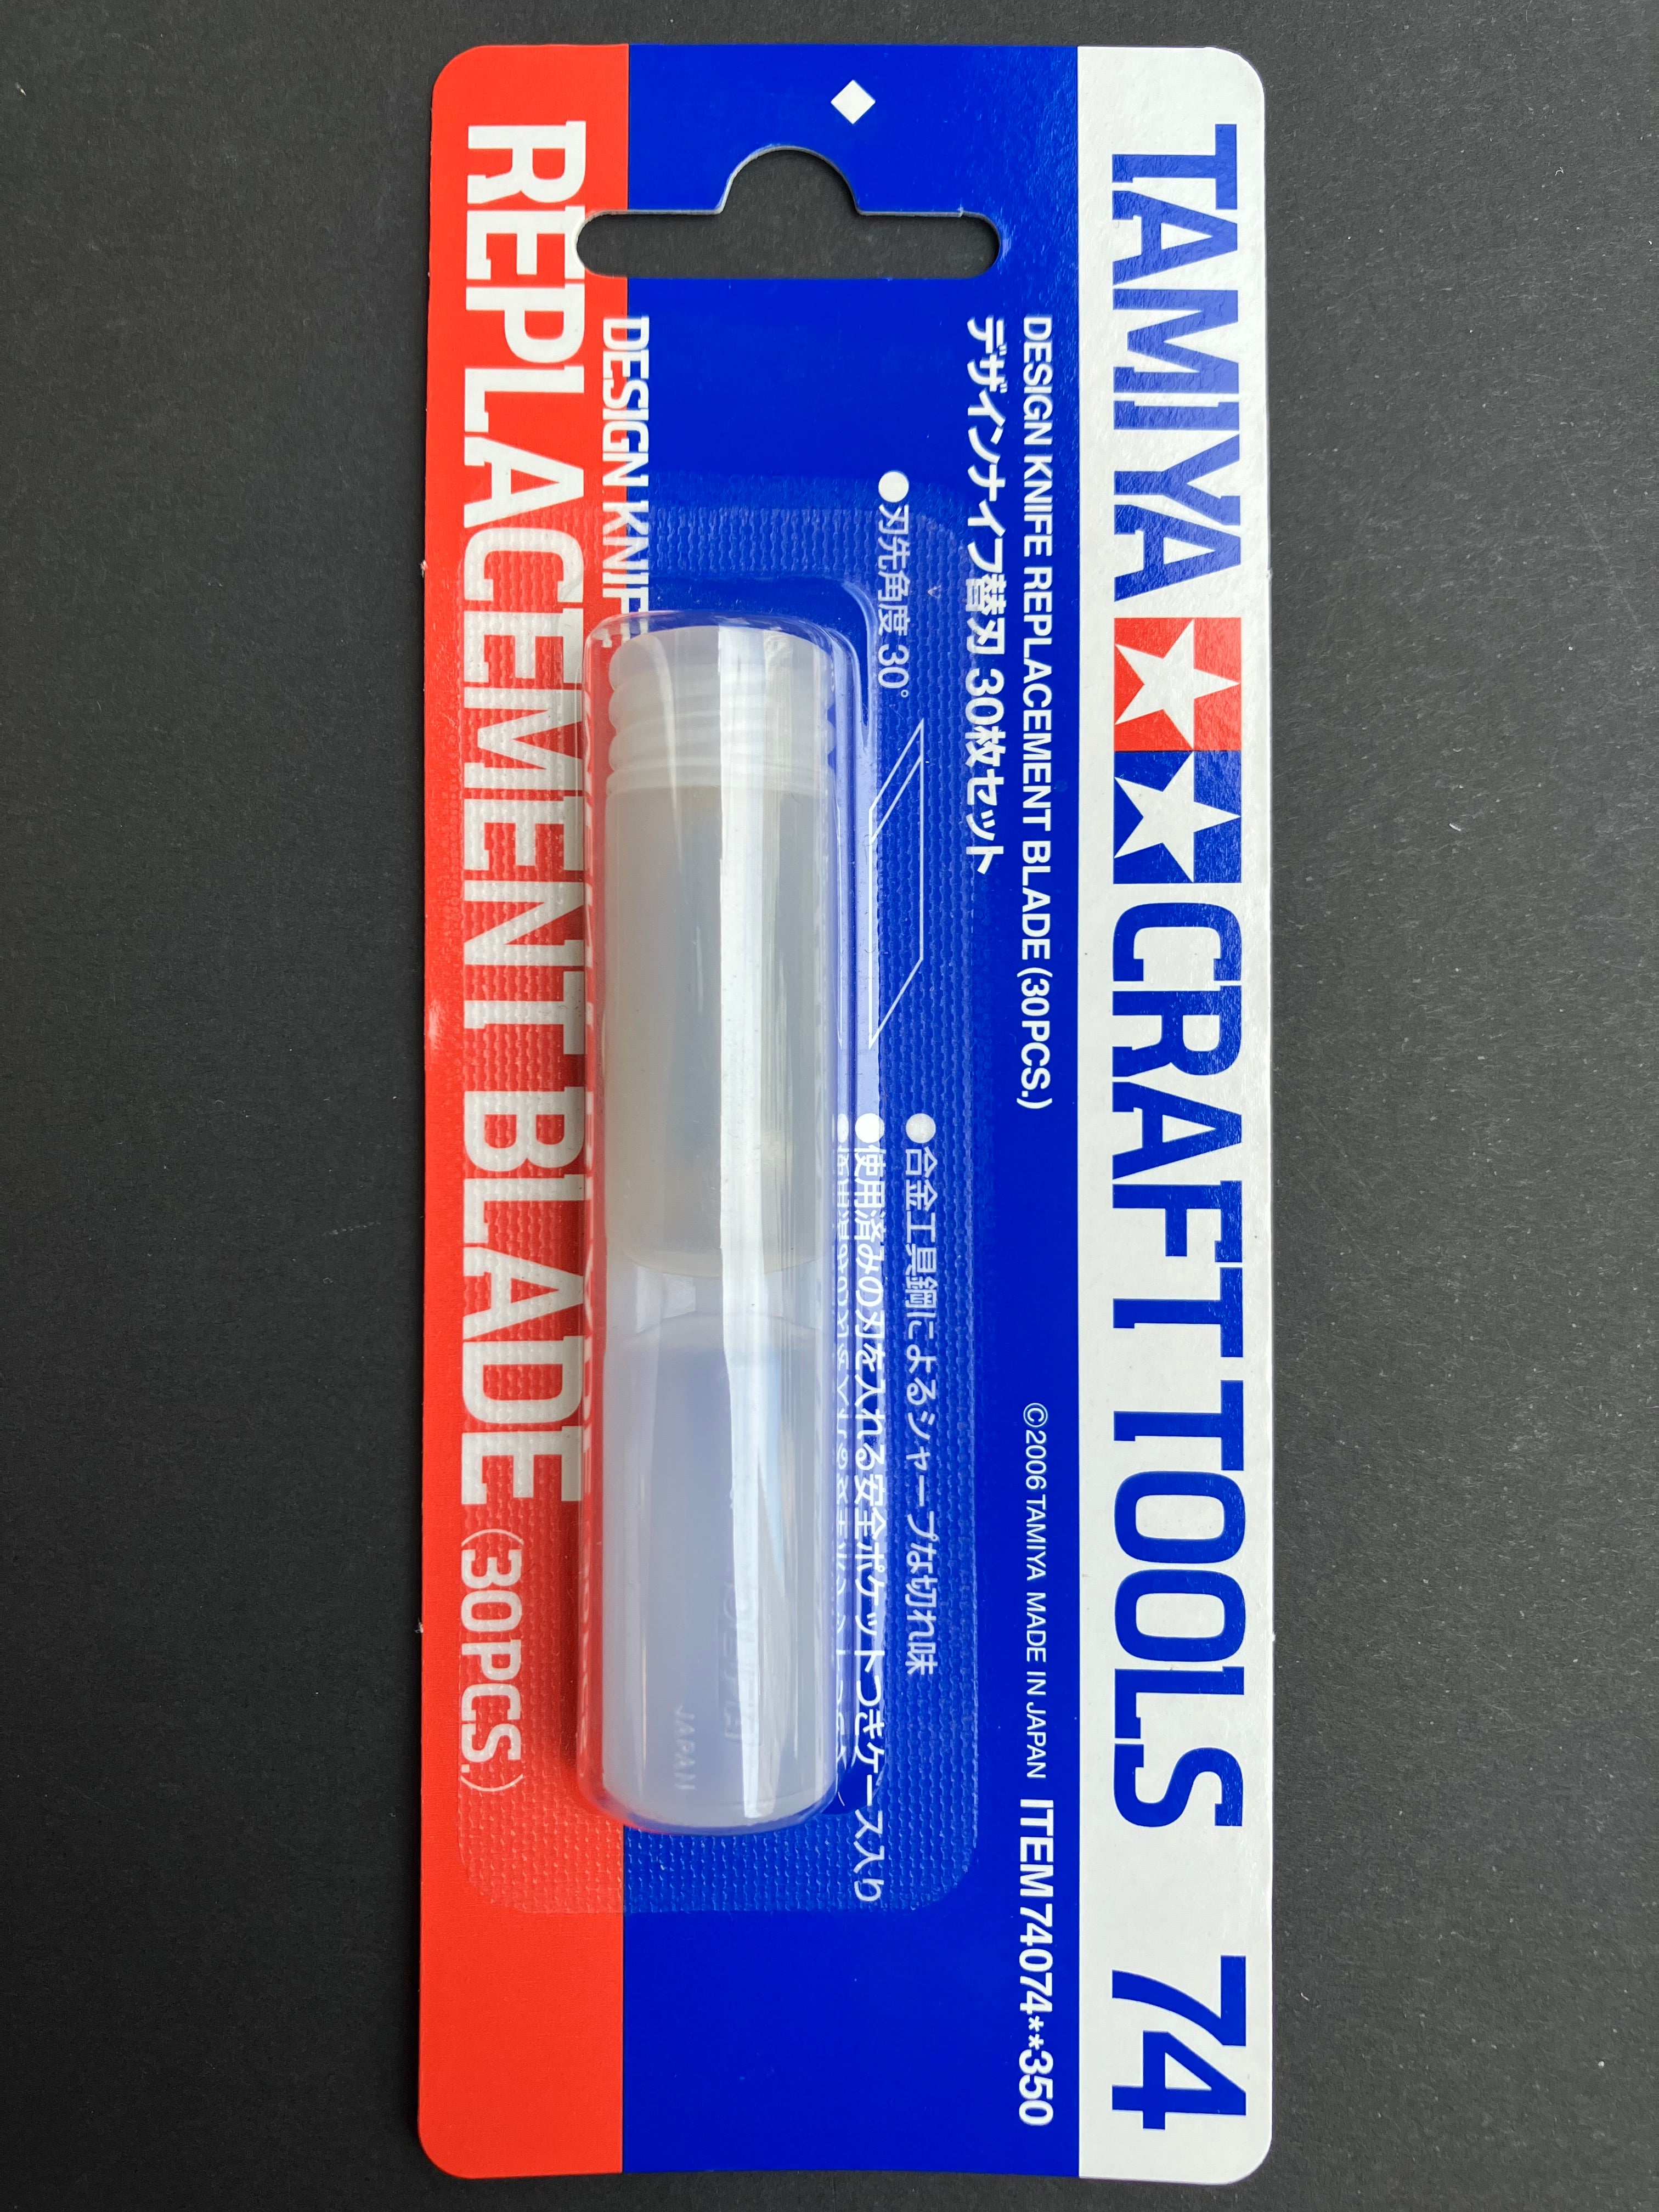 TAMIYA CRAFT TOOLS 74
DESIGN KNIFE REPLACEMENT BLADE (30PCS.)
©2006 TAMIYA MADE IN JAPAN ITEM 74074**350
デザインナイフ替刃 30枚セット
●刃先角度 30°
●合金工具鋼によるシャープな切れ味
●使用済みの刃を入れる安全ポケットつきケース入り
DESIGN KNIFE
REPLACEMENT BLADE (30PCS.)
JAPAN